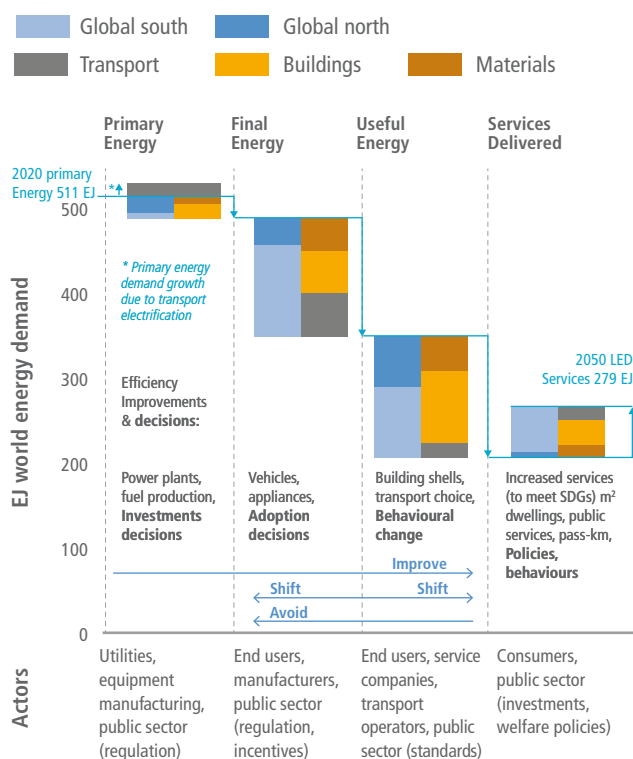 Global south
Global north
Transport
Buildings
Materials
Primary
Energy
Final
Energy
Useful
Energy
Services
Delivered
2020 primary
Energy 511 EJ
*
500
400
300
200
100
0
EJ world energy demand
* Primary energy
demand growth
due to transport
electrification
2050 LED
Services 279 EJ
Efficiency
Improvements
& decisions:
Power plants,
fuel production,
Investments
decisions
Vehicles,
appliances,
Adoption
decisions
Building shells,
transport choice,
Behavioural
change
Increased services
(to meet SDGs) m²
dwellings, public
services, pass-km,
Policies,
behaviours
Improve
Shift
Shift
Avoid
Actors
Utilities,
equipment
manufacturing,
public sector
(regulation)
End users,
manufacturers,
public sector
(regulation,
incentives)
End users, service
companies,
transport
operators, public
sector (standards)
Consumers,
public sector
(investments,
welfare policies)